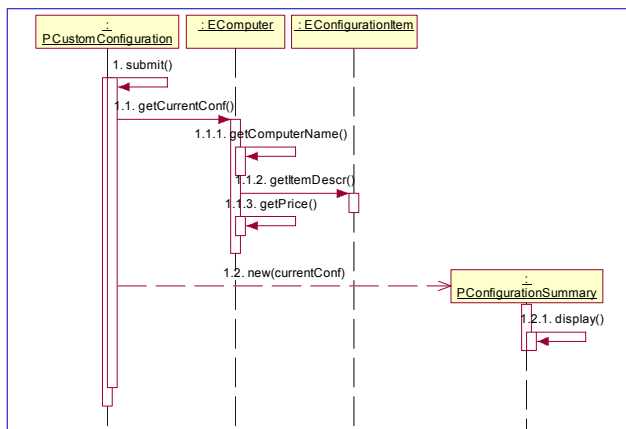 :
PCustomConfiguration
: EComputer
: EConfigurationItem
1. submit()
1.1. getCurrentConf()
1.1.1. getComputerName()
1.1.2. getItemDescr()
1.1.3. getPrice()
1.2. new(currentConf)
:
PConfigurationSummary
1.2.1. display()